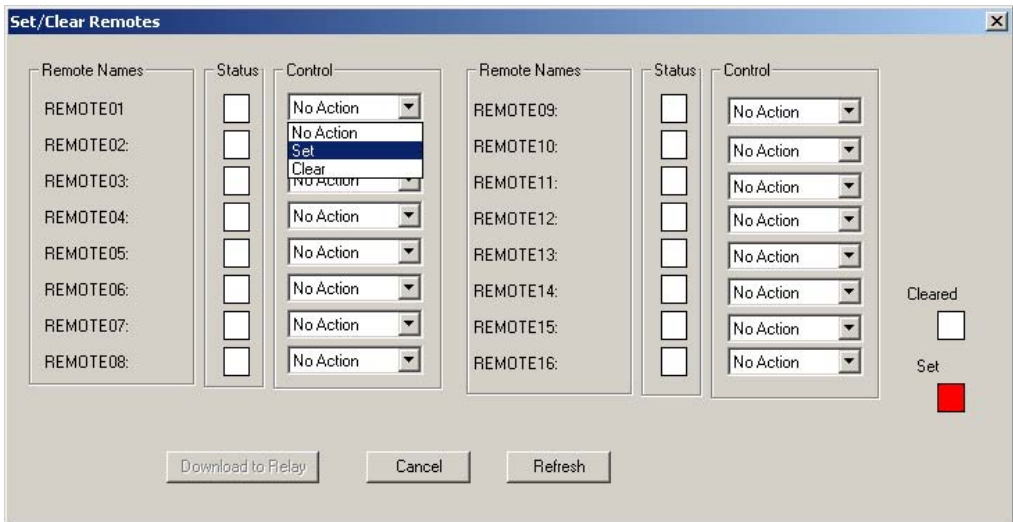 Set/Clear Remotes
Remote Names Status Control Remote Names Status Control
REMOTE01 No Action REMOTE09: No Action
No Action
REMOTE02: Set REMOTE10: No Action
Clear
REMOTE03: No Action REMOTE11: No Action
REMOTE04: No Action REMOTE12: No Action
REMOTE05: No Action REMOTE13: No Action
REMOTE06: No Action REMOTE14: No Action
Cleared
REMOTE07: No Action REMOTE15: No Action
REMOTE08: No Action REMOTE16: No Action
Set
Download to Relay Cancel Refresh